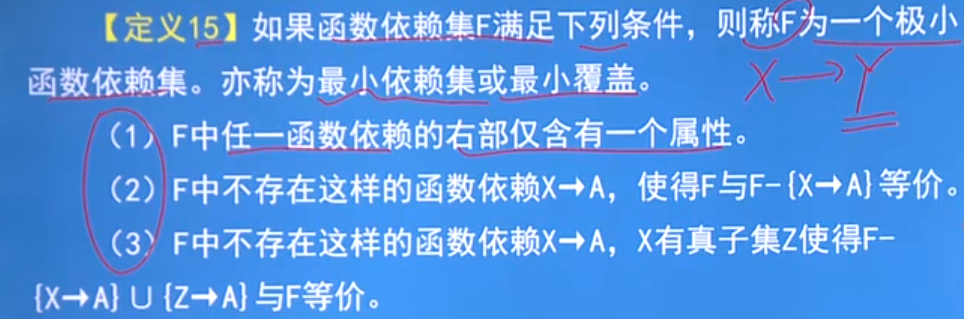 【定义15】如果函数依赖集F满足下列条件，则称F为一个极小
函数依赖集。亦称为最小依赖集或最小覆盖。
X→Y
（1）F中任一函数依赖的右部仅含有一个属性。
（2）F中不存在这样的函数依赖X→A，使得F与F-{X→A}等价。
（3）F中不存在这样的函数依赖X→A，X有真子集Z使得F-
{X→A}∪{Z→A}与F等价。